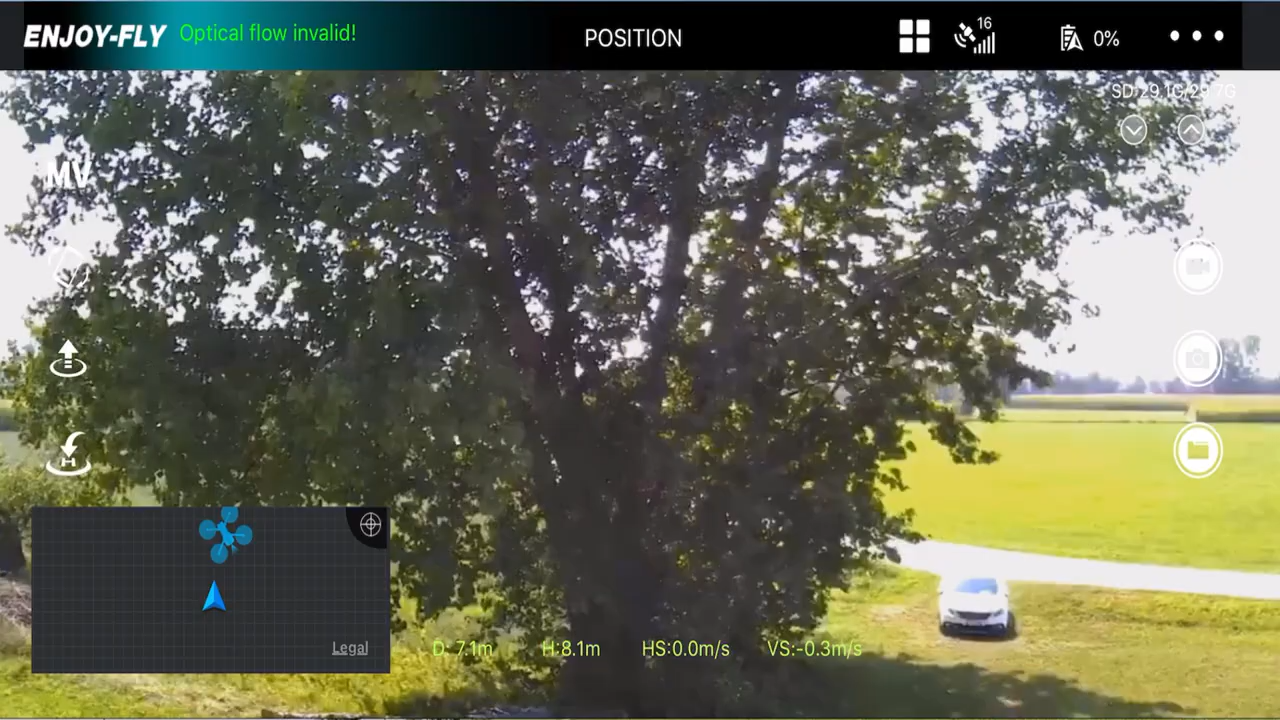 ENJOY-FLY
Optical flow invalid!
POSITION
16
0%
SD:29.1G/29.7G
MV
H
Legal
D: 7.1m
H:8.1m
HS:0.0m/s
VS:-0.3m/s